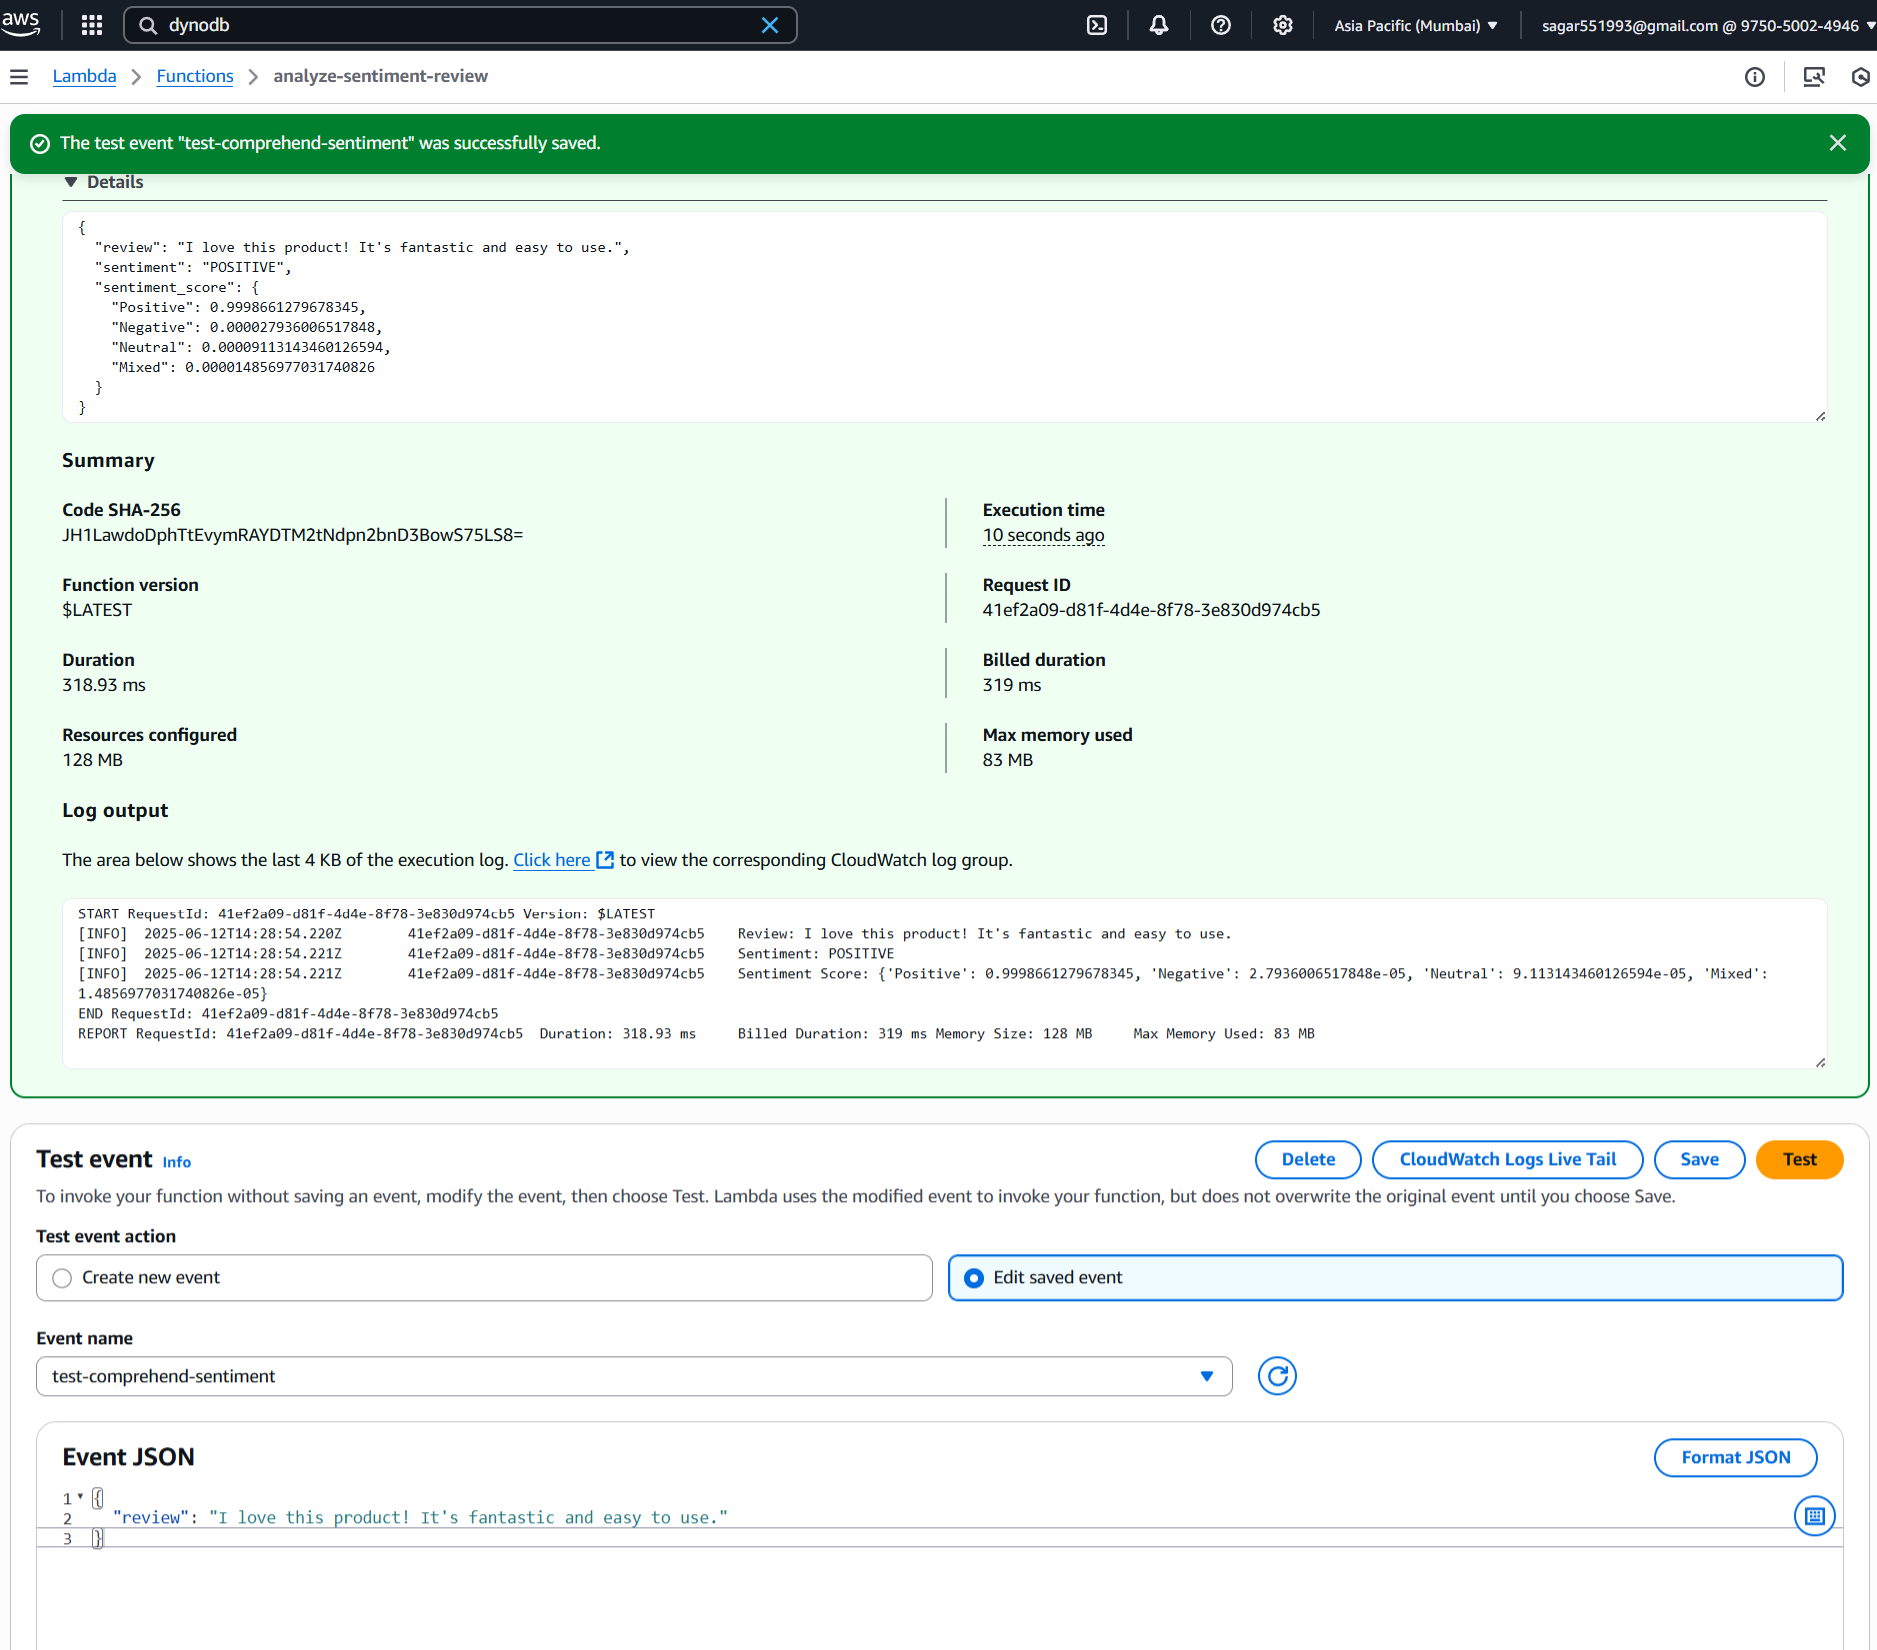 aws
dynodb
Asia Pacific (Mumbai)
sagar551993@gmail.com @ 9750-5002-4946
Lambda
Functions
analyze-sentiment-review
The test event "test-comprehend-sentiment" was successfully saved.
Details
{
"review": "I love this product! It's fantastic and easy to use.",
"sentiment": "POSITIVE",
"sentiment_score": {
"Positive": 0.9998661279678345,
"Negative": 0.000027936006517848,
"Neutral": 0.00009113143460126594,
"Mixed": 0.000014856977031740826
}
}
Summary
Code SHA-256
JH1LawdoDphTtEvymRAYDTM2tNdpn2bnD3BowS75LS8=
Execution time
10 seconds ago
Function version
$LATEST
Request ID
41ef2a09-d81f-4d4e-8f78-3e830d974cb5
Duration
318.93 ms
Billed duration
319 ms
Resources configured
128 MB
Max memory used
83 MB
Log output
The area below shows the last 4 KB of the execution log. Click here to view the corresponding CloudWatch log group.
START RequestId: 41ef2a09-d81f-4d4e-8f78-3e830d974cb5 Version: $LATEST
[INFO] 2025-06-12T14:28:54.220Z 41ef2a09-d81f-4d4e-8f78-3e830d974cb5 Review: I love this product! It's fantastic and easy to use.
[INFO] 2025-06-12T14:28:54.221Z 41ef2a09-d81f-4d4e-8f78-3e830d974cb5 Sentiment: POSITIVE
[INFO] 2025-06-12T14:28:54.221Z 41ef2a09-d81f-4d4e-8f78-3e830d974cb5 Sentiment Score: {'Positive': 0.9998661279678345, 'Negative': 2.7936006517848e-05, 'Neutral': 9.113143460126594e-05, 'Mixed':
1.4856977031740826e-05}
END RequestId: 41ef2a09-d81f-4d4e-8f78-3e830d974cb5
REPORT RequestId: 41ef2a09-d81f-4d4e-8f78-3e830d974cb5 Duration: 318.93 ms Billed Duration: 319 ms Memory Size: 128 MB Max Memory Used: 83 MB
Test event Info
Delete
CloudWatch Logs Live Tail
Save
Test
To invoke your function without saving an event, modify the event, then choose Test. Lambda uses the modified event to invoke your function, but does not overwrite the original event until you choose Save.
Test event action
Create new event
Edit saved event
Event name
test-comprehend-sentiment
Event JSON
Format JSON
1 {
2 "review": "I love this product! It's fantastic and easy to use."
3 }